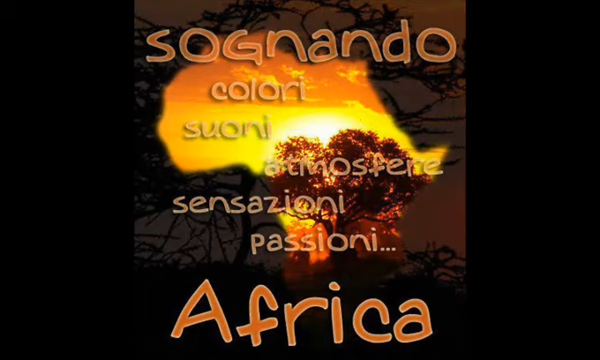 SOGNANDO
colori
suoni
atmosfere
sensazioni
passioni...
Africa